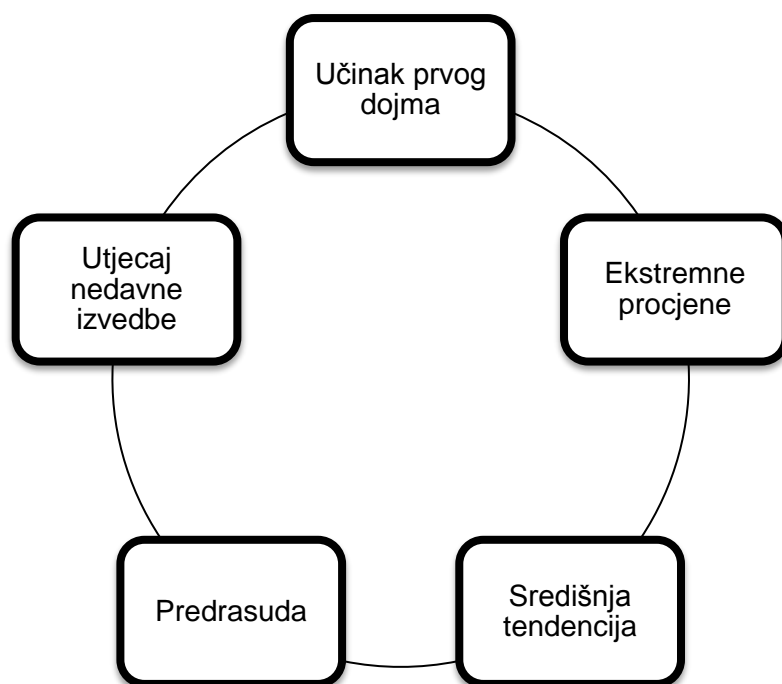 Učinak prvog
dojma
Utjecaj
nedavne
izvedbe
Ekstremne
procjene
Predrasuda
Središnja
tendencija